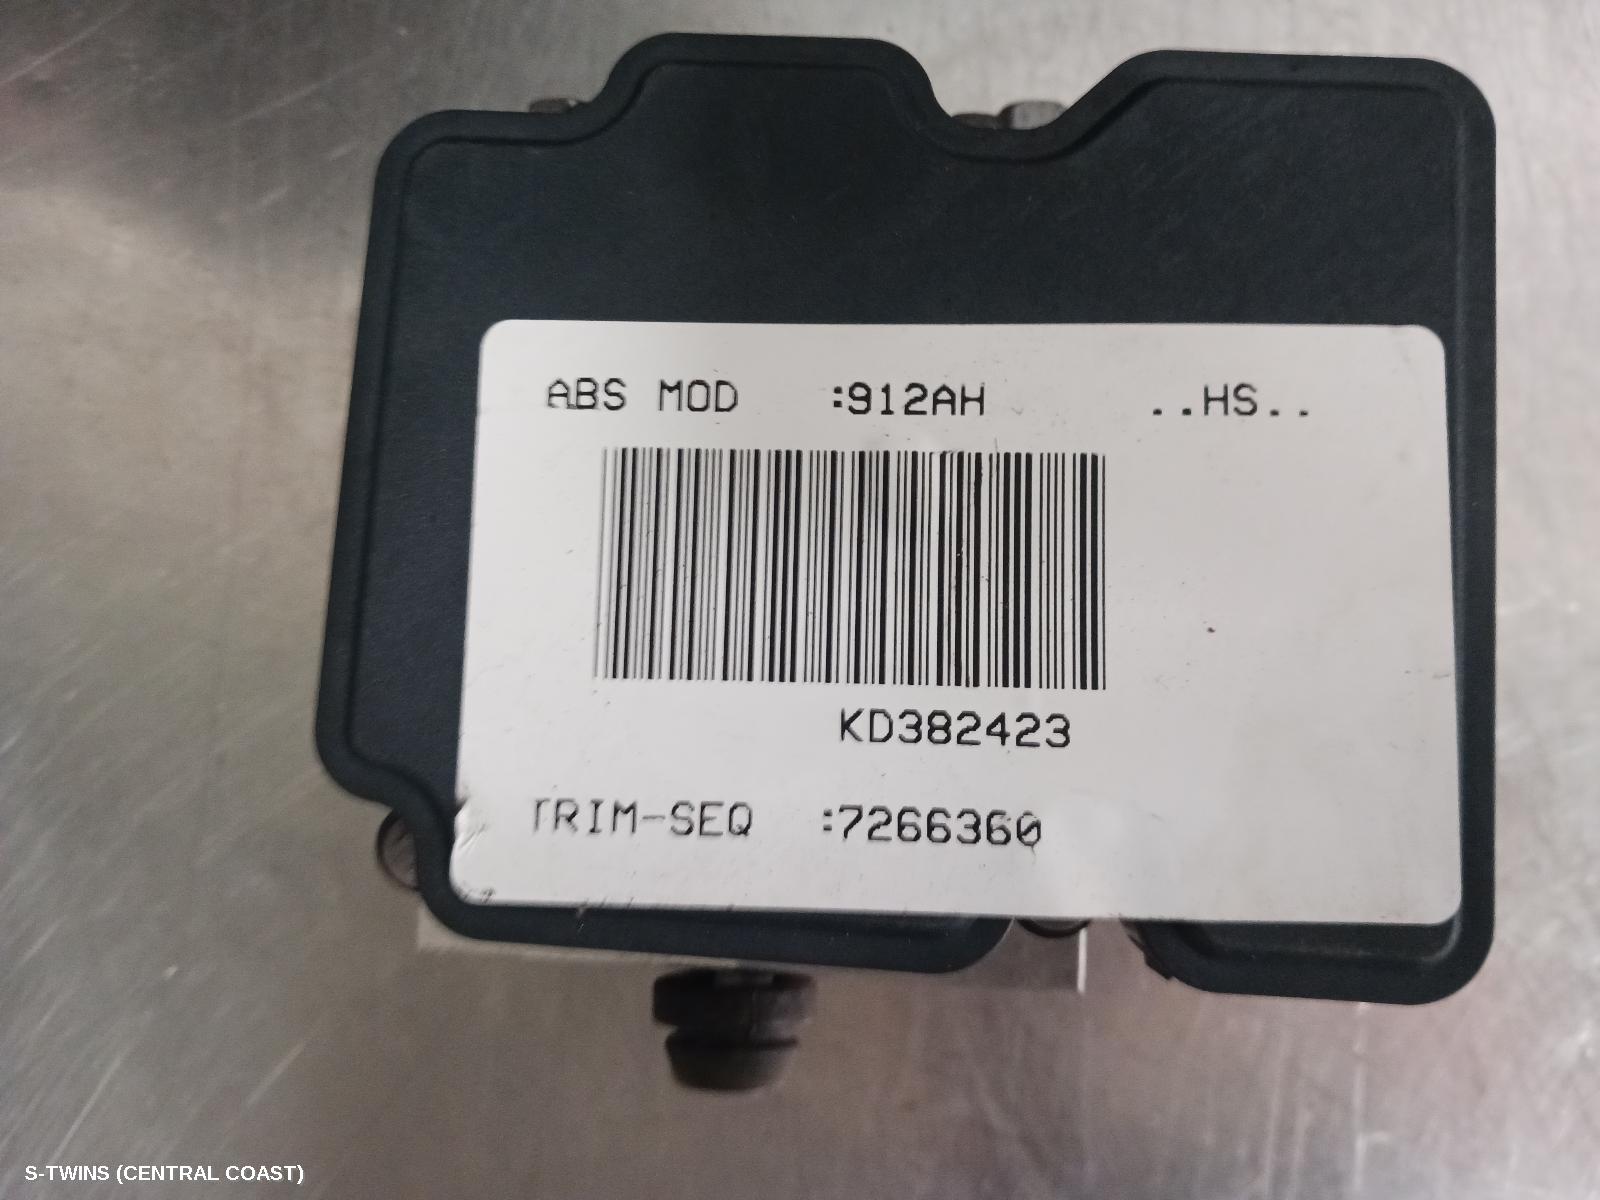 ABS MOD :912AH ..HS..
KD382423
TRIM-SEQ :7266360
S-TWINS (CENTRAL COAST)